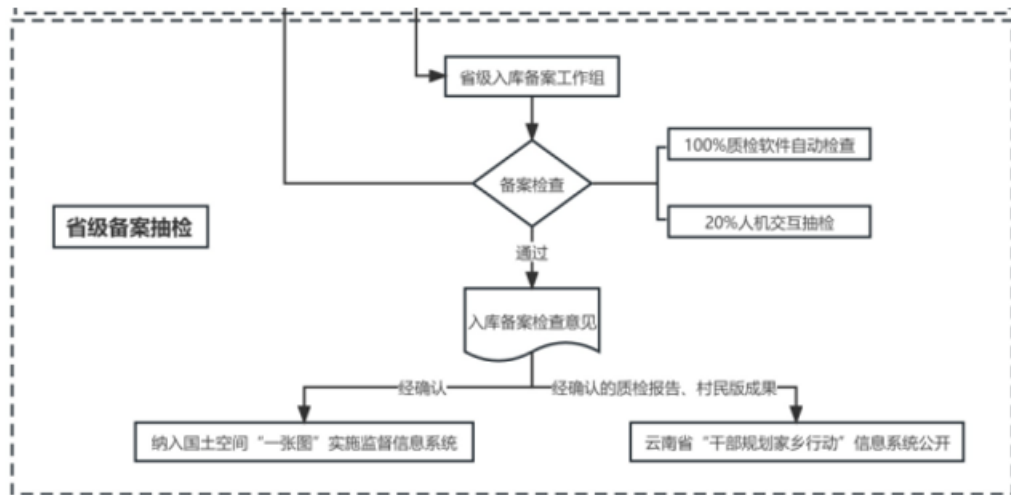 省级入库备案工作组
100%质检软件自动检查
备案检查
20%人机交互抽检
省级备案抽检
通过
入库备案检查意见
经确认
经确认的质检报告、村民版成果
纳入国土空间“一张图”实施监督信息系统
云南省“干部规划家乡行动”信息系统公开